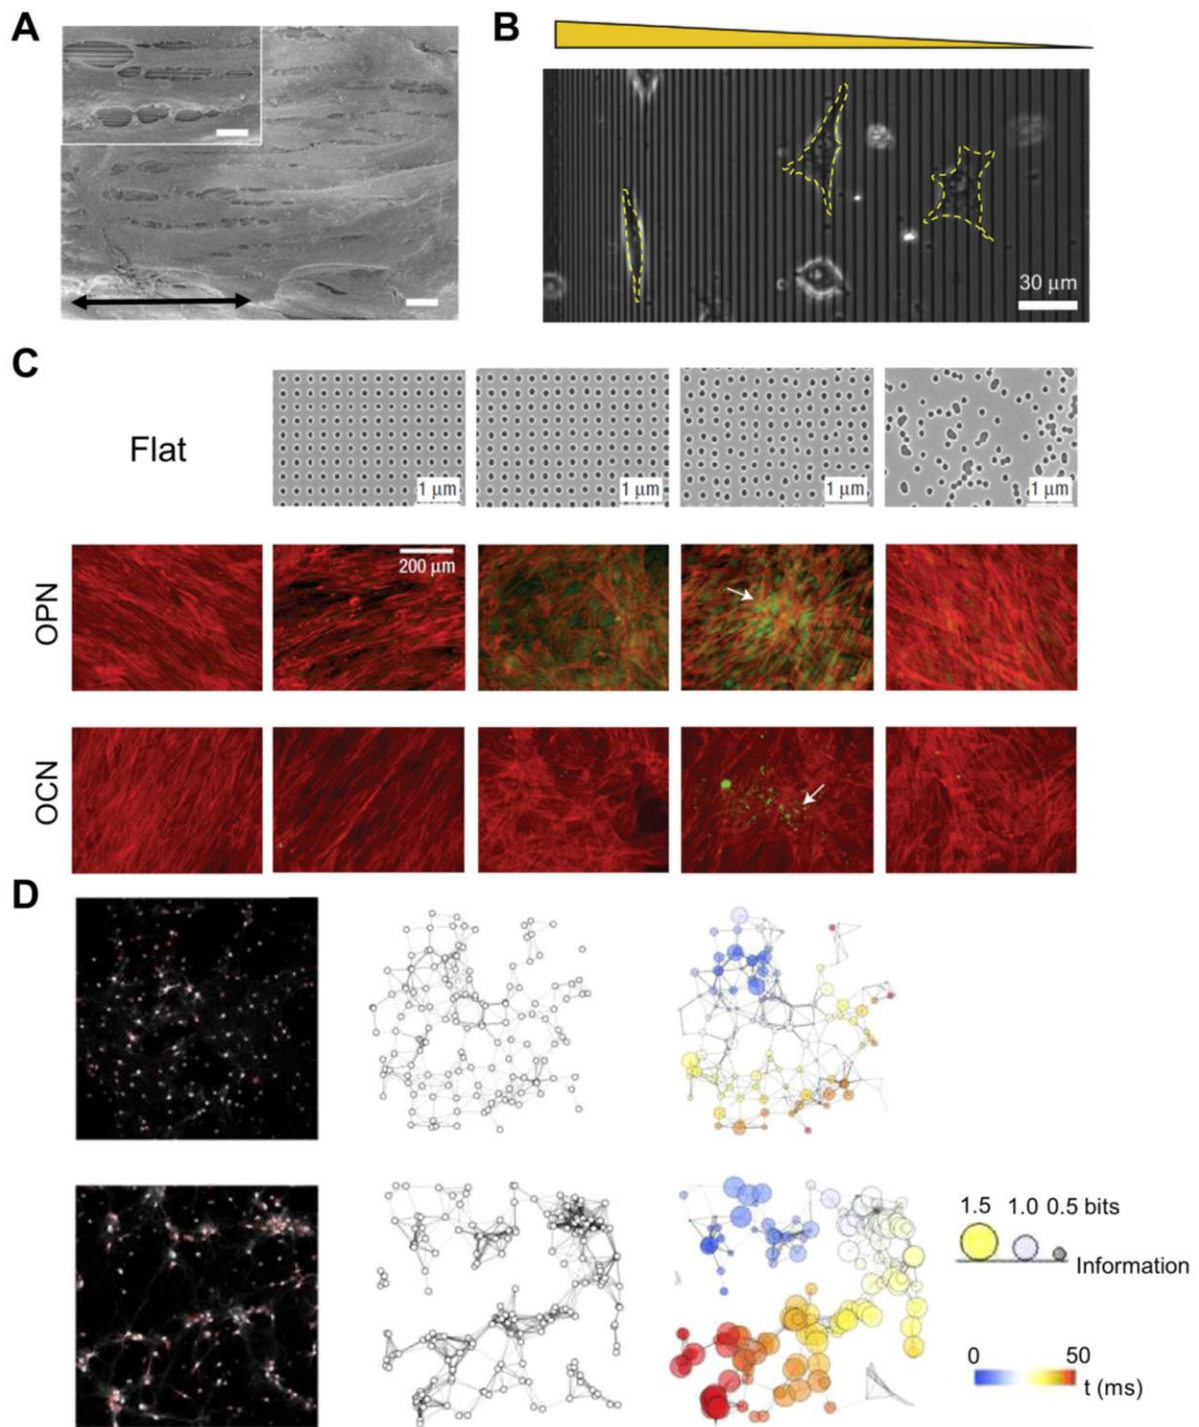 A
B
30 μm
C
Flat
1 μm
1 μm
1 μm
1 μm
OPN
200 μm
OCN
D
1.5 1.0 0.5 bits
Information
0 50
t (ms)